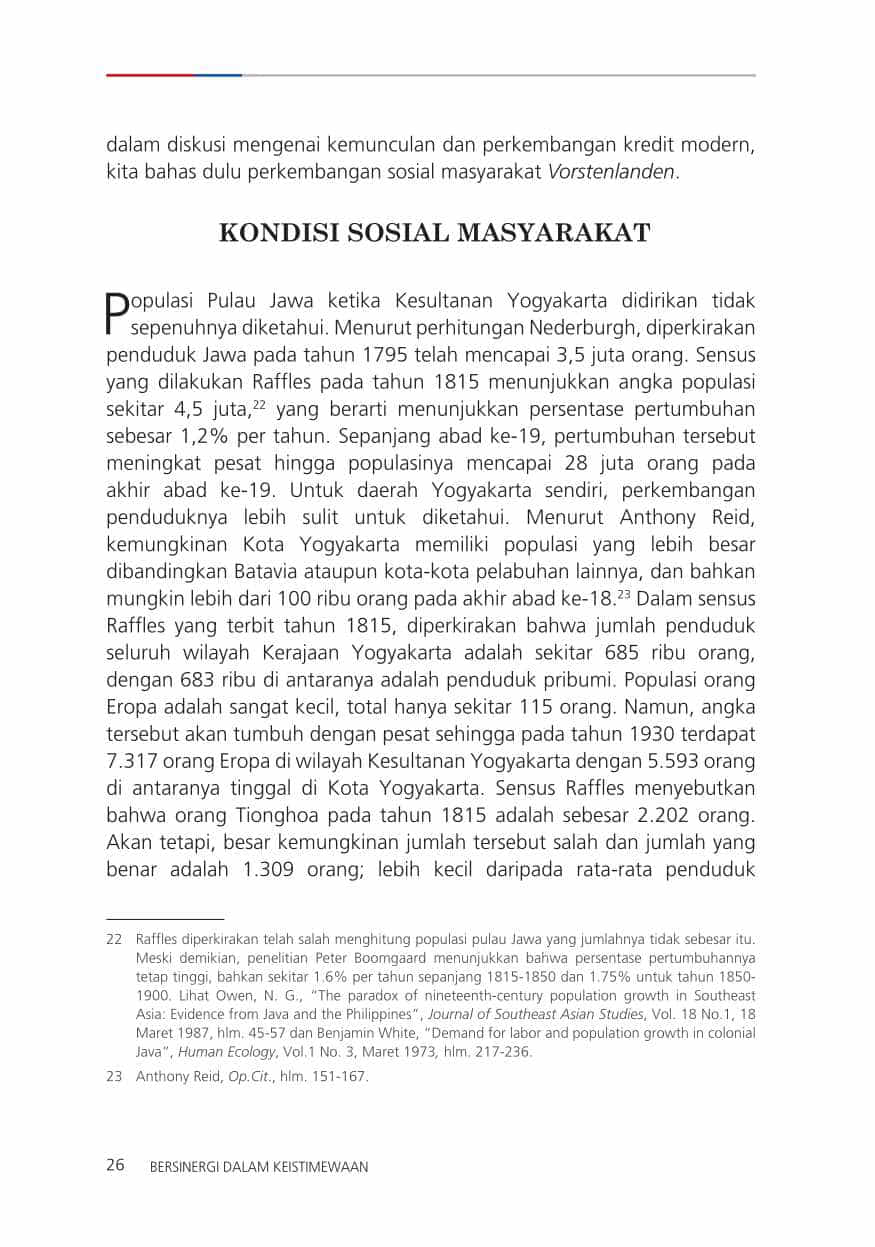 dalam diskusi mengenai kemunculan dan perkembangan kredit modern,
kita bahas dulu perkembangan sosial masyarakat Vorstenlanden.
KONDISI SOSIAL MASYARAKAT
Populasi Pulau Jawa ketika Kesultanan Yogyakarta didirikan tidak
sepenuhnya diketahui. Menurut perhitungan Nederburgh, diperkirakan
penduduk Jawa pada tahun 1795 telah mencapai 3,5 juta orang. Sensus
yang dilakukan Raffles pada tahun 1815 menunjukkan angka populasi
sekitar 4,5 juta,22 yang berarti menunjukkan persentase pertumbuhan
sebesar 1,2% per tahun. Sepanjang abad ke-19, pertumbuhan tersebut
meningkat pesat hingga populasinya mencapai 28 juta orang pada
akhir abad ke-19. Untuk daerah Yogyakarta sendiri, perkembangan
penduduknya lebih sulit untuk diketahui. Menurut Anthony Reid,
kemungkinan Kota Yogyakarta memiliki populasi yang lebih besar
dibandingkan Batavia ataupun kota-kota pelabuhan lainnya, dan bahkan
mungkin lebih dari 100 ribu orang pada akhir abad ke-18.23 Dalam sensus
Raffles yang terbit tahun 1815, diperkirakan bahwa jumlah penduduk
seluruh wilayah Kerajaan Yogyakarta adalah sekitar 685 ribu orang,
dengan 683 ribu di antaranya adalah penduduk pribumi. Populasi orang
Eropa adalah sangat kecil, total hanya sekitar 115 orang. Namun, angka
tersebut akan tumbuh dengan pesat sehingga pada tahun 1930 terdapat
7.317 orang Eropa di wilayah Kesultanan Yogyakarta dengan 5.593 orang
di antaranya tinggal di Kota Yogyakarta. Sensus Raffles menyebutkan
bahwa orang Tionghoa pada tahun 1815 adalah sebesar 2.202 orang.
Akan tetapi, besar kemungkinan jumlah tersebut salah dan jumlah yang
benar adalah 1.309 orang; lebih kecil daripada rata-rata penduduk
22 Raffles diperkirakan telah salah menghitung populasi pulau Jawa yang jumlahnya tidak sebesar itu.
Meski demikian, penelitian Peter Boomgaard menunjukkan bahwa persentase pertumbuhannya
tetap tinggi, bahkan sekitar 1.6% per tahun sepanjang 1815-1850 dan 1.75% untuk tahun 1850-
1900. Lihat Owen, N. G., “The paradox of nineteenth-century population growth in Southeast
Asia: Evidence from Java and the Philippines”, Journal of Southeast Asian Studies, Vol. 18 No.1, 18
Maret 1987, hlm. 45-57 dan Benjamin White, “Demand for labor and population growth in colonial
Java”, Human Ecology, Vol.1 No. 3, Maret 1973, hlm. 217-236.
23 Anthony Reid, Op.Cit., hlm. 151-167.
26 BERSINERGI DALAM KEISTIMEWAAN